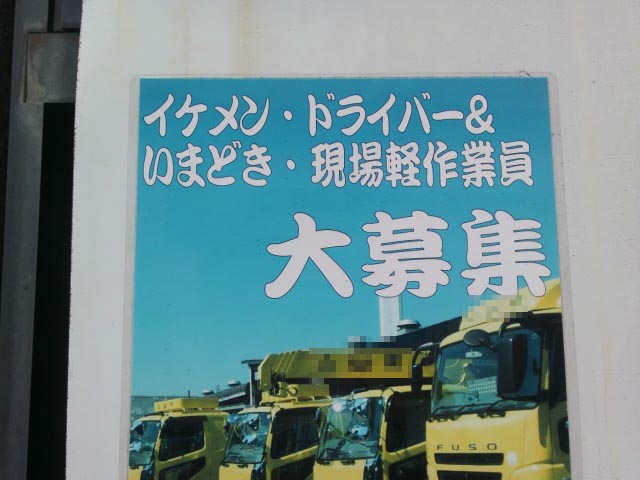 イケメン・ドライバー&
いまどき・現場軽作業員
大募集
FUSO